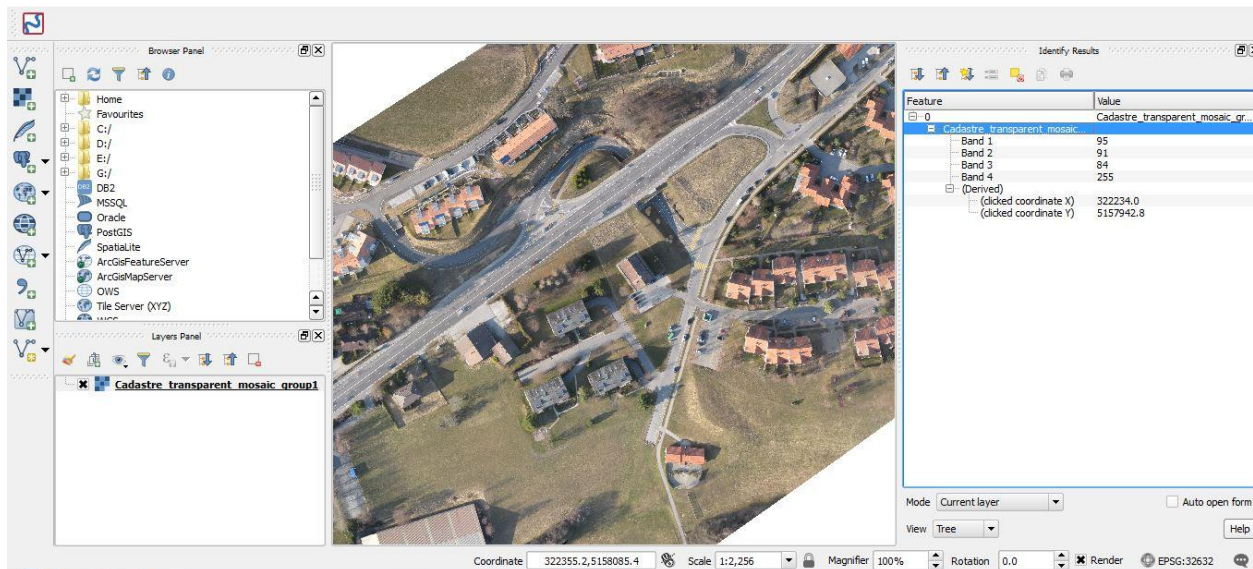 Browser Panel
Home
Favourites
C:/
D:/
E:/
G:/
DB2
DB2
MSSQL
Oracle
PostGIS
SpatiaLite
ArcGisFeatureServer
ArcGisMapServer
OWS
Tile Server (XYZ)
Layers Panel
Cadastre_transparent_mosaic_group1
Identify Results
Feature Value
0 Cadastre_transparent_mosaic_gr...
Cadastre_transparent_mosaic...
Band 1 95
Band 2 91
Band 3 84
Band 4 255
(Derived)
(clicked coordinate X) 322234.0
(clicked coordinate Y) 5157942.8
Mode Current layer Auto open form
View Tree Help
Coordinate 322355.2,5158085.4 Scale 1:2,256 Magnifier 100% Rotation 0.0 Render EPSG:32632